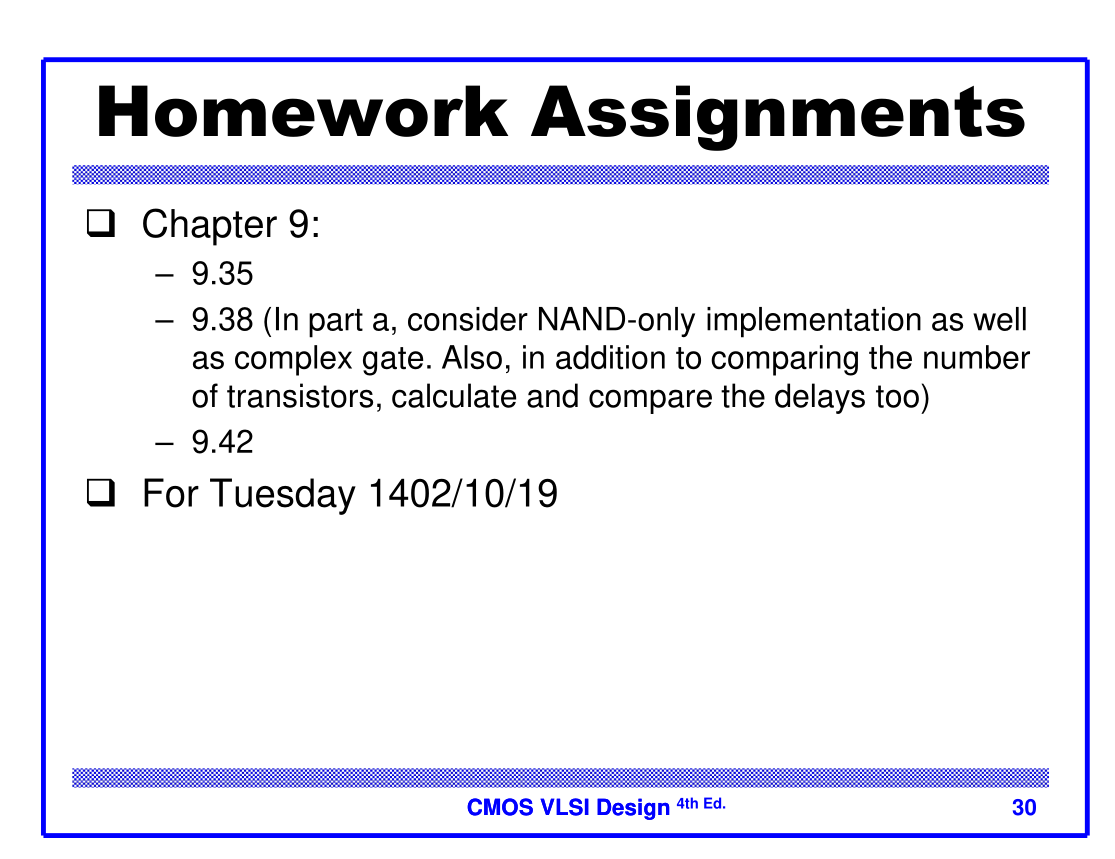 Homework Assignments
❑ Chapter 9:
– 9.35
– 9.38 (In part a, consider NAND-only implementation as well
as complex gate. Also, in addition to comparing the number
of transistors, calculate and compare the delays too)
– 9.42
❑ For Tuesday 1402/10/19
CMOS VLSI Design 4th Ed.
30